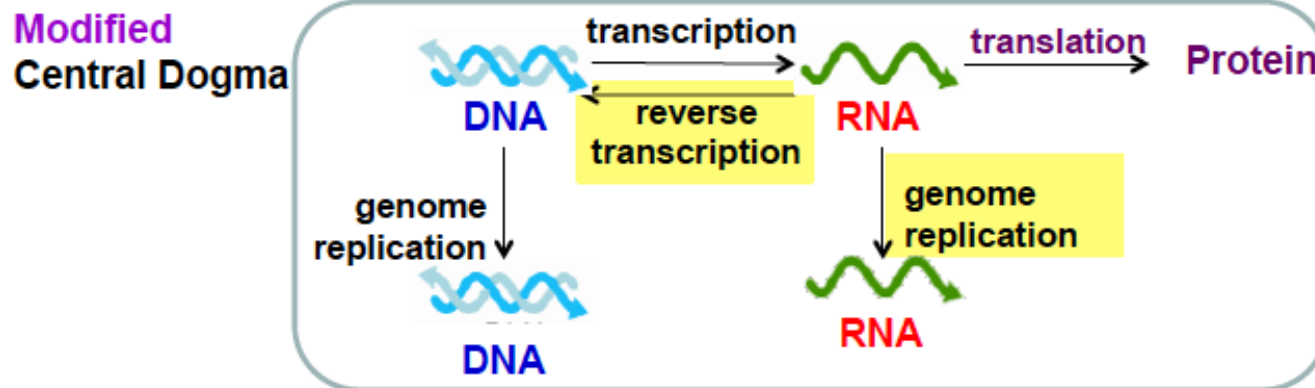 Modified
Central Dogma
transcription
translation
Protein
DNA
reverse
transcription
RNA
genome
replication
genome
replication
DNA
RNA